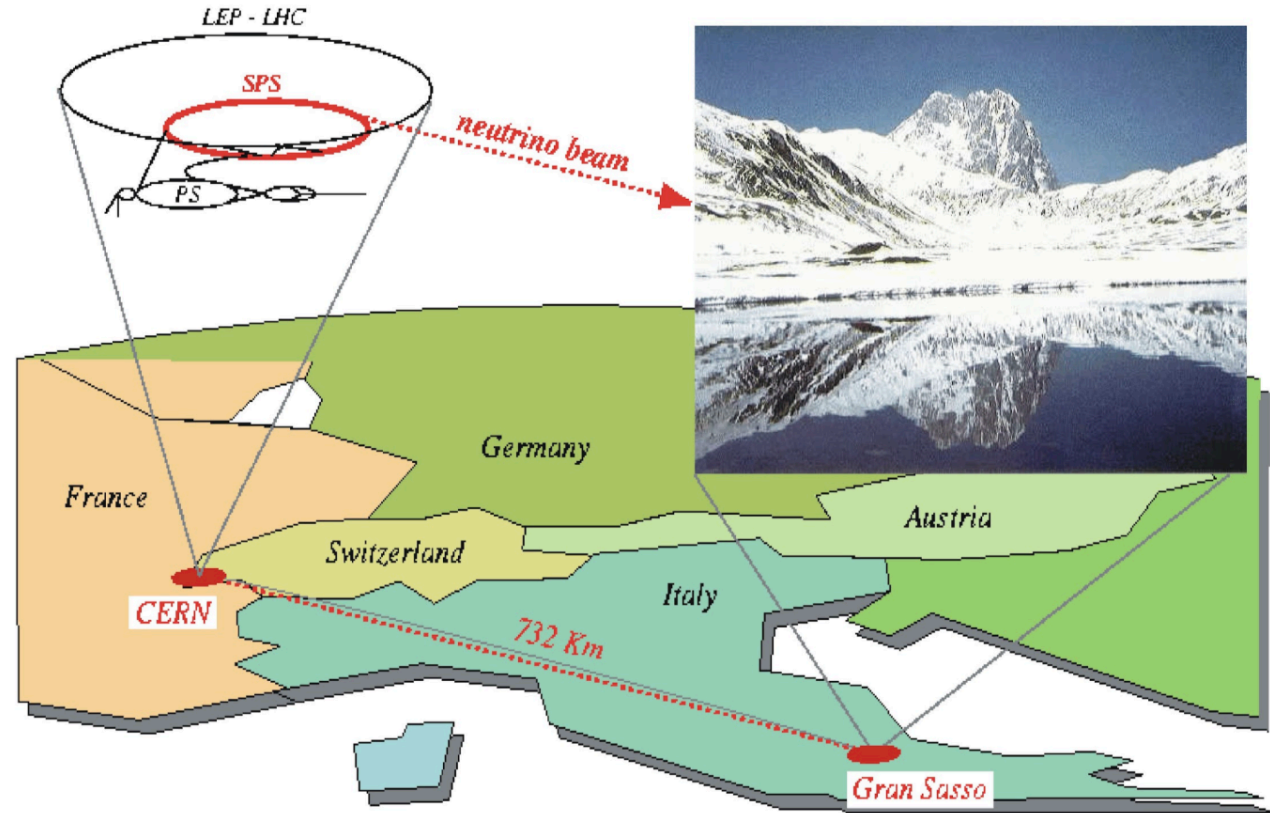 LEP - LHC
SPS
neutrino beam
PS
Germany
France
Austria
Switzerland
Italy
CERN
732 Km
Gran Sasso